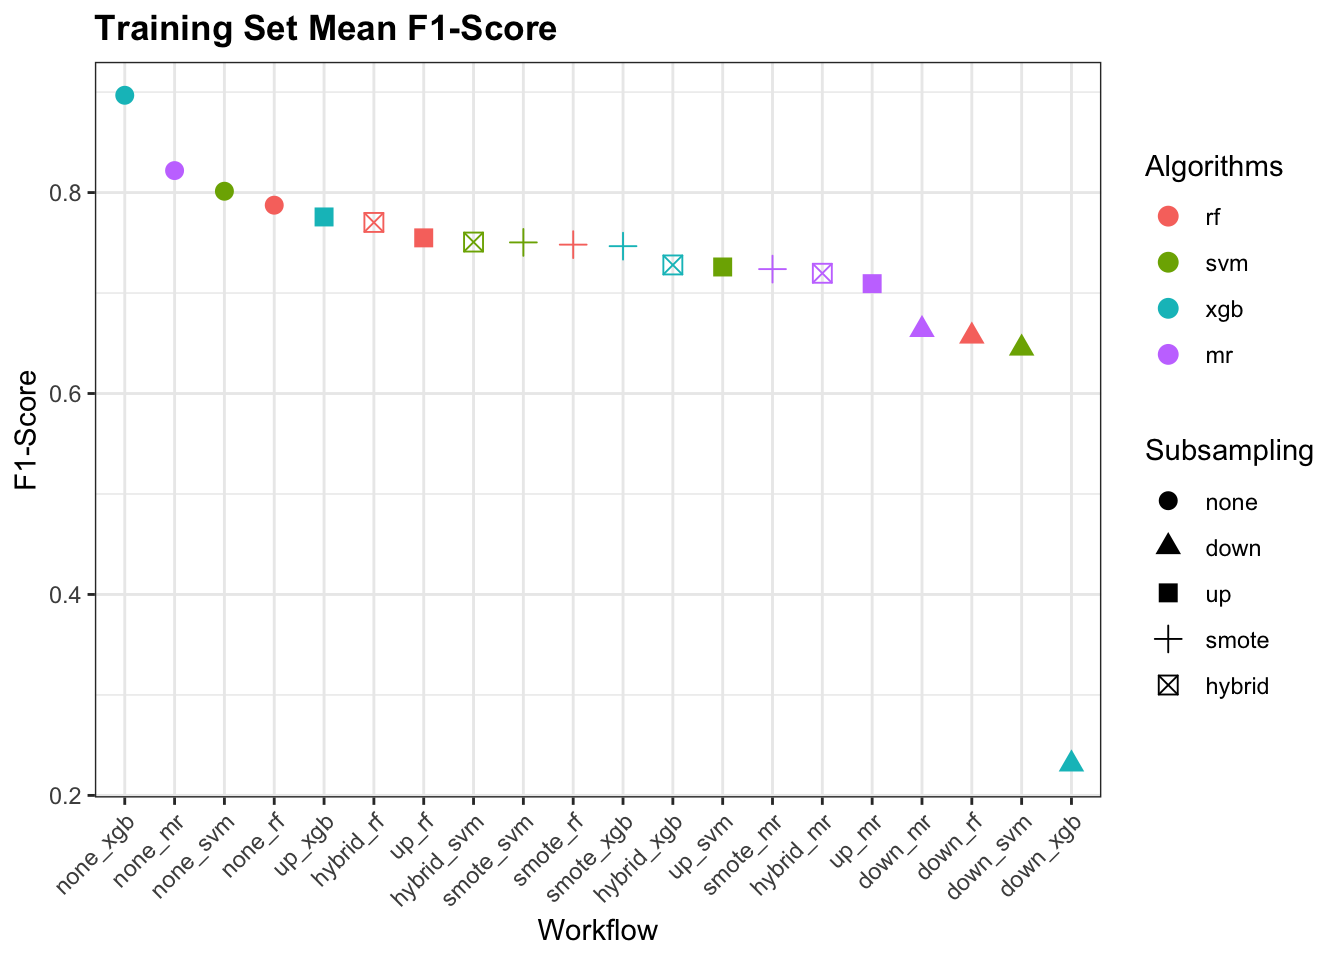 Training Set Mean F1-Score
F1-Score
0.8
0.6
0.4
0.2
none_xgb
none_mr
none_svm
none_rf
up_xgb
hybrid_rf
up_rf
hybrid_svm
smote_svm
smote_rf
smote_xgb
hybrid_xgb
up_svm
smote_mr
hybrid_mr
up_mr
down_mr
down_rf
down_svm
down_xgb
Workflow
Algorithms
rf
svm
xgb
mr
Subsampling
none
down
up
smote
hybrid